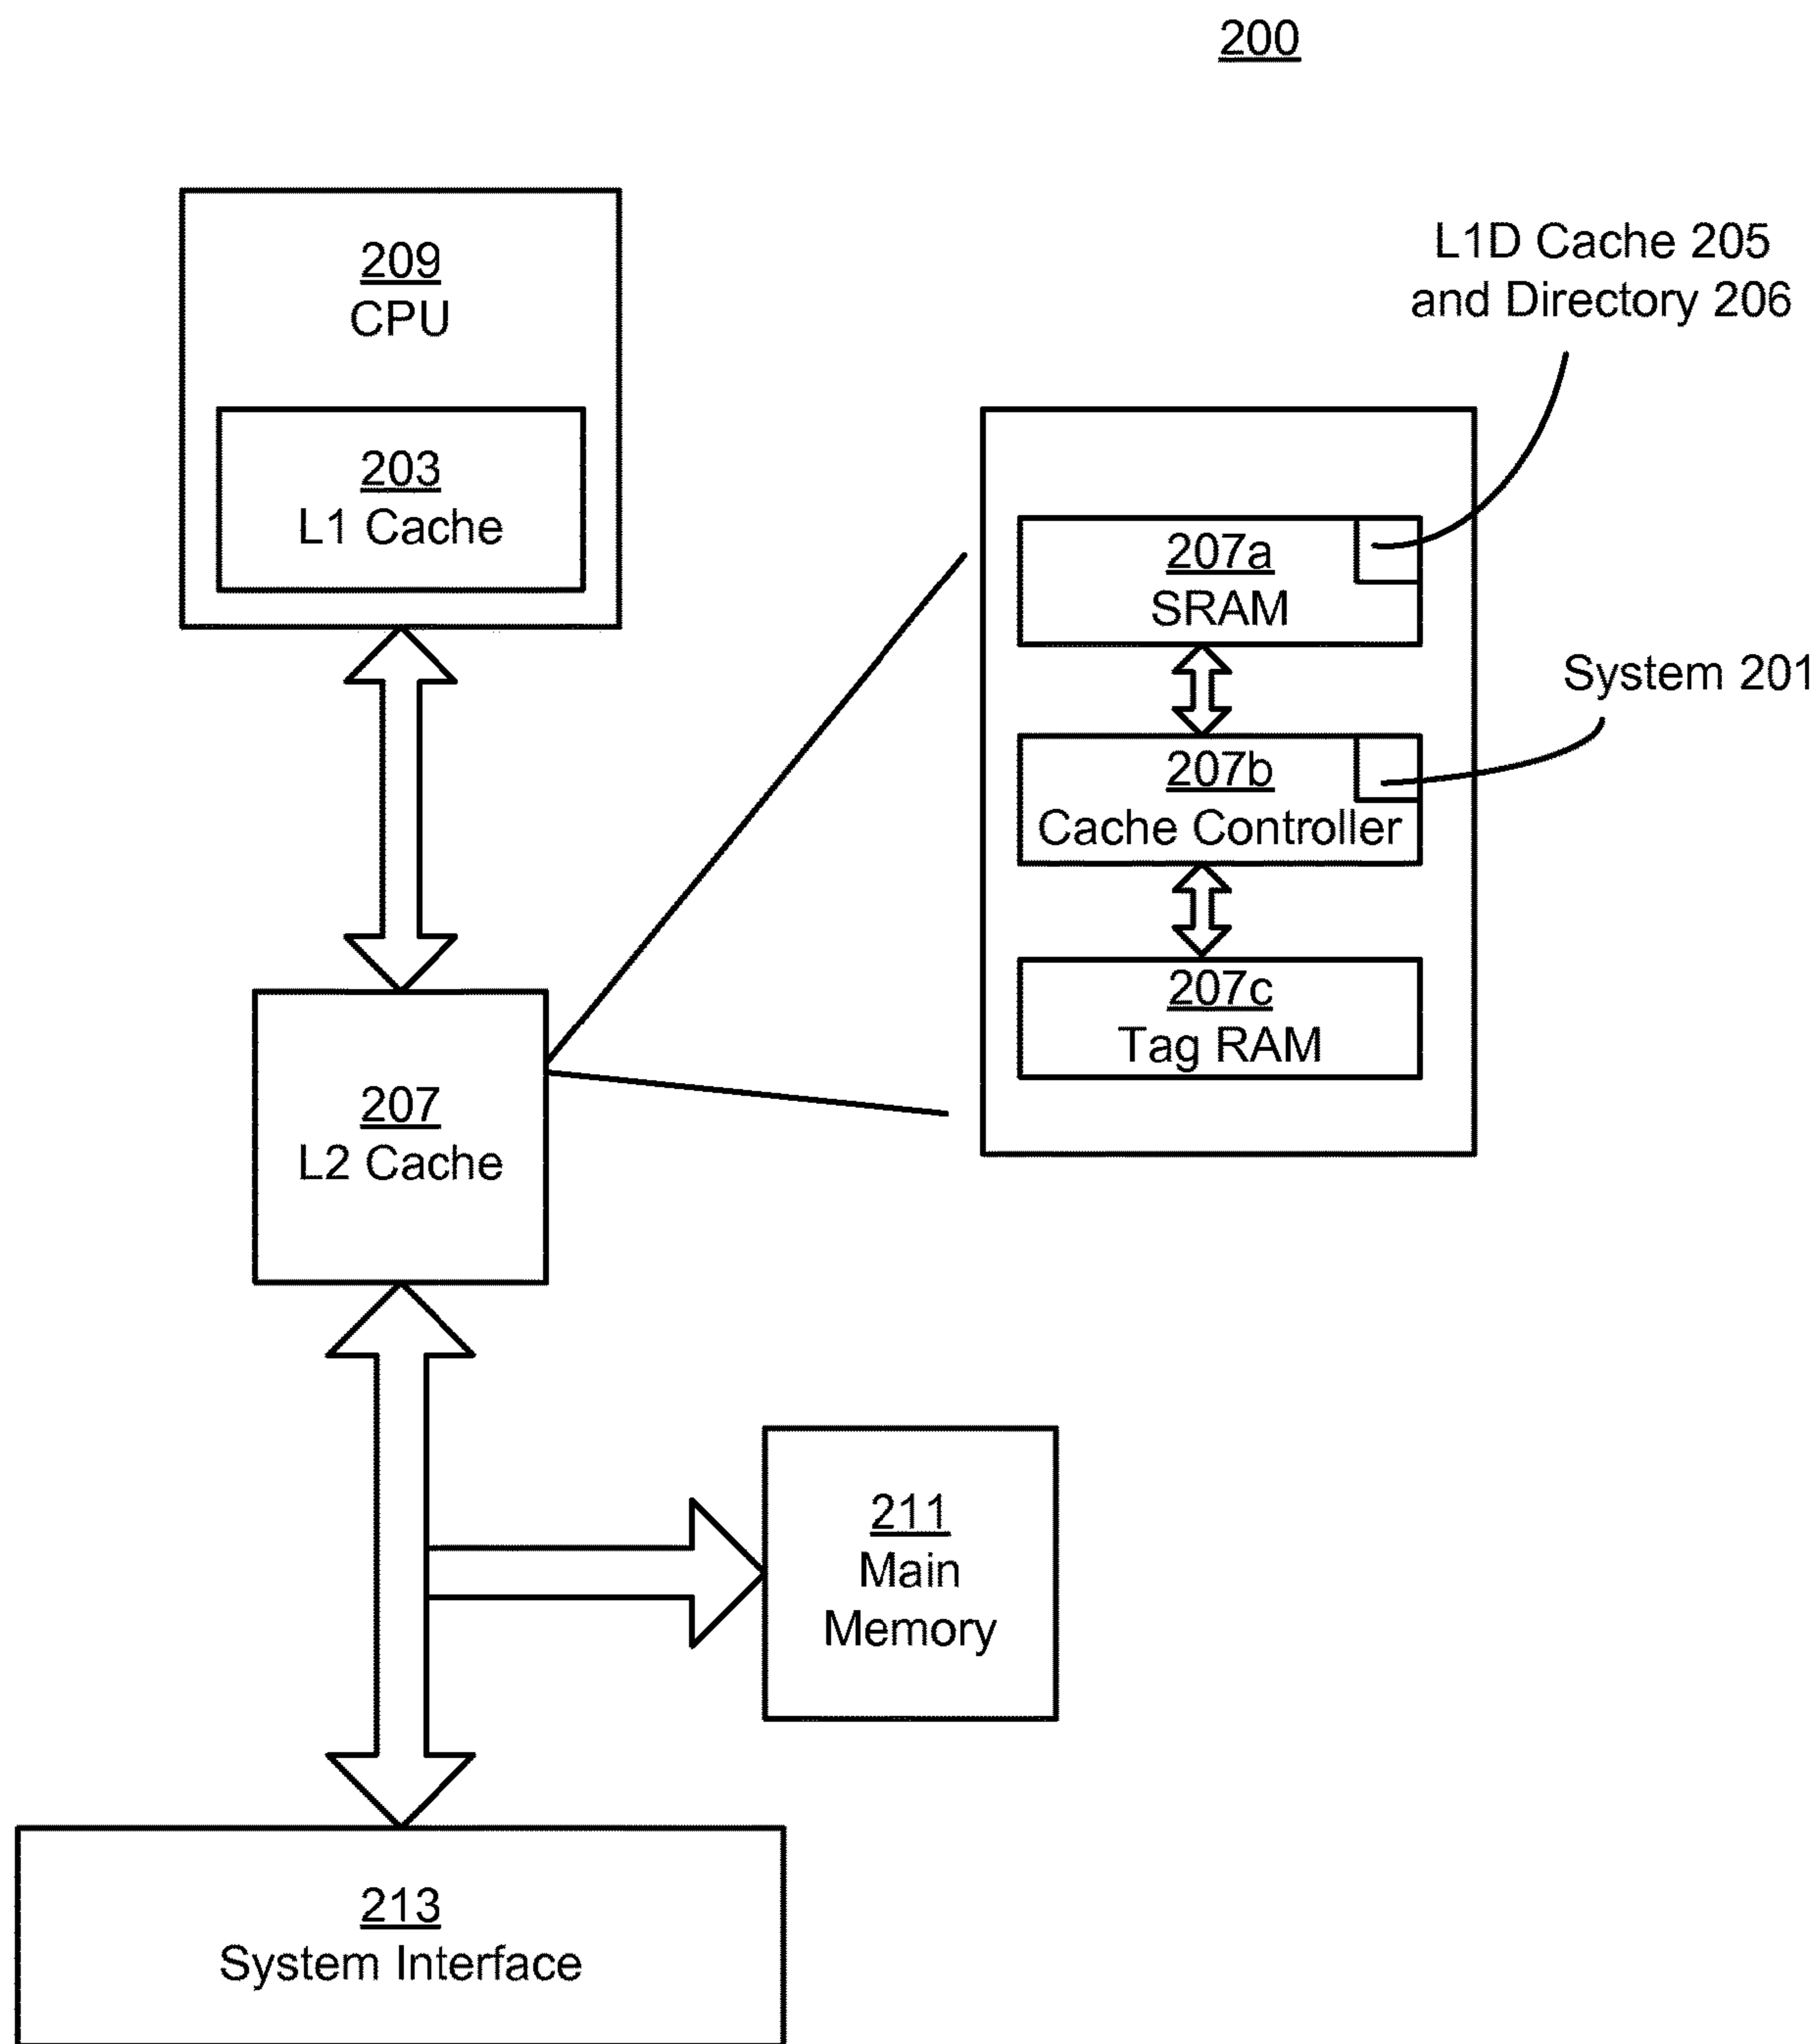 200
209
CPU
203
L1 Cache
L1D Cache 205
and Directory 206
207a
SRAM
System 201
207b
Cache Controller
207c
Tag RAM
207
L2 Cache
211
Main
Memory
213
System Interface